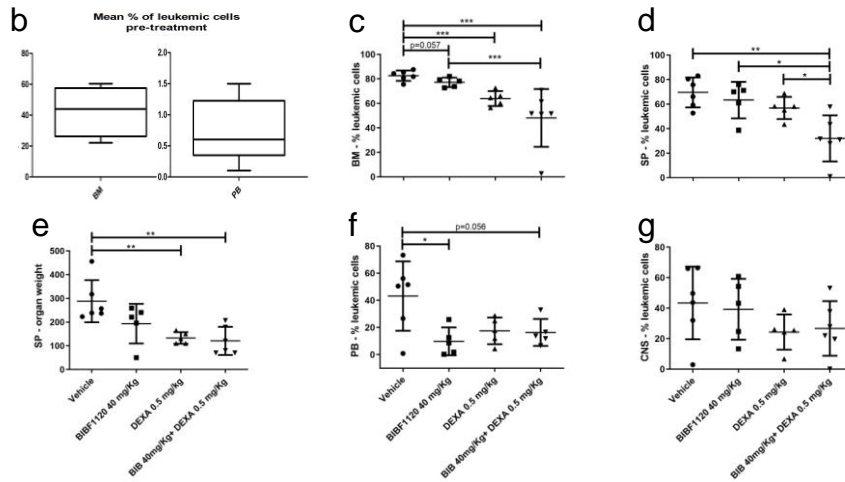 b
Mean % of leukemic cells
pre-treatment
80
60
40
20
0
BM
2.0
1.5
1.0
0.5
0.0
PB
c
BM - % leukemic cells
100
80
60
40
20
0
***
***
p=0.057
***
d
SP - % leukemic cells
100
80
60
40
20
0
**
*
*
e
SP - organ weight
500
400
300
200
100
0
**
**
Vehicle
BIBF1120 40 mg/Kg
DEXA 0.5 mg/kg
BIB 40mg/Kg+ DEXA 0.5 mg/Kg
f
PB - % leukemic cells
80
60
40
20
0
p=0.056
*
Vehicle
BIBF1120 40 mg/Kg
DEXA 0.5 mg/kg
BIB 40mg/Kg+ DEXA 0.5 mg/Kg
g
CNS - % leukemic cells
80
60
40
20
0
Vehicle
BIBF1120 40 mg/Kg
DEXA 0.5 mg/kg
BIB 40mg/Kg+ DEXA 0.5 mg/Kg